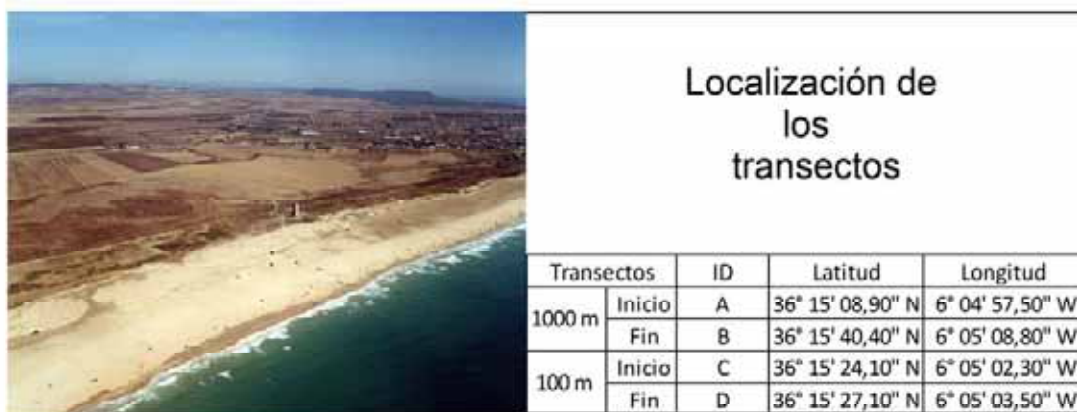 Localización de
los
transectos
Transectos ID Latitud Longitud
1000 m Inicio A 36° 15' 08,90" N 6° 04' 57,50" W
Fin B 36° 15' 40,40" N 6° 05' 08,80" W
100 m Inicio C 36° 15' 24,10" N 6° 05' 02,30" W
Fin D 36° 15' 27,10" N 6° 05' 03,50" W